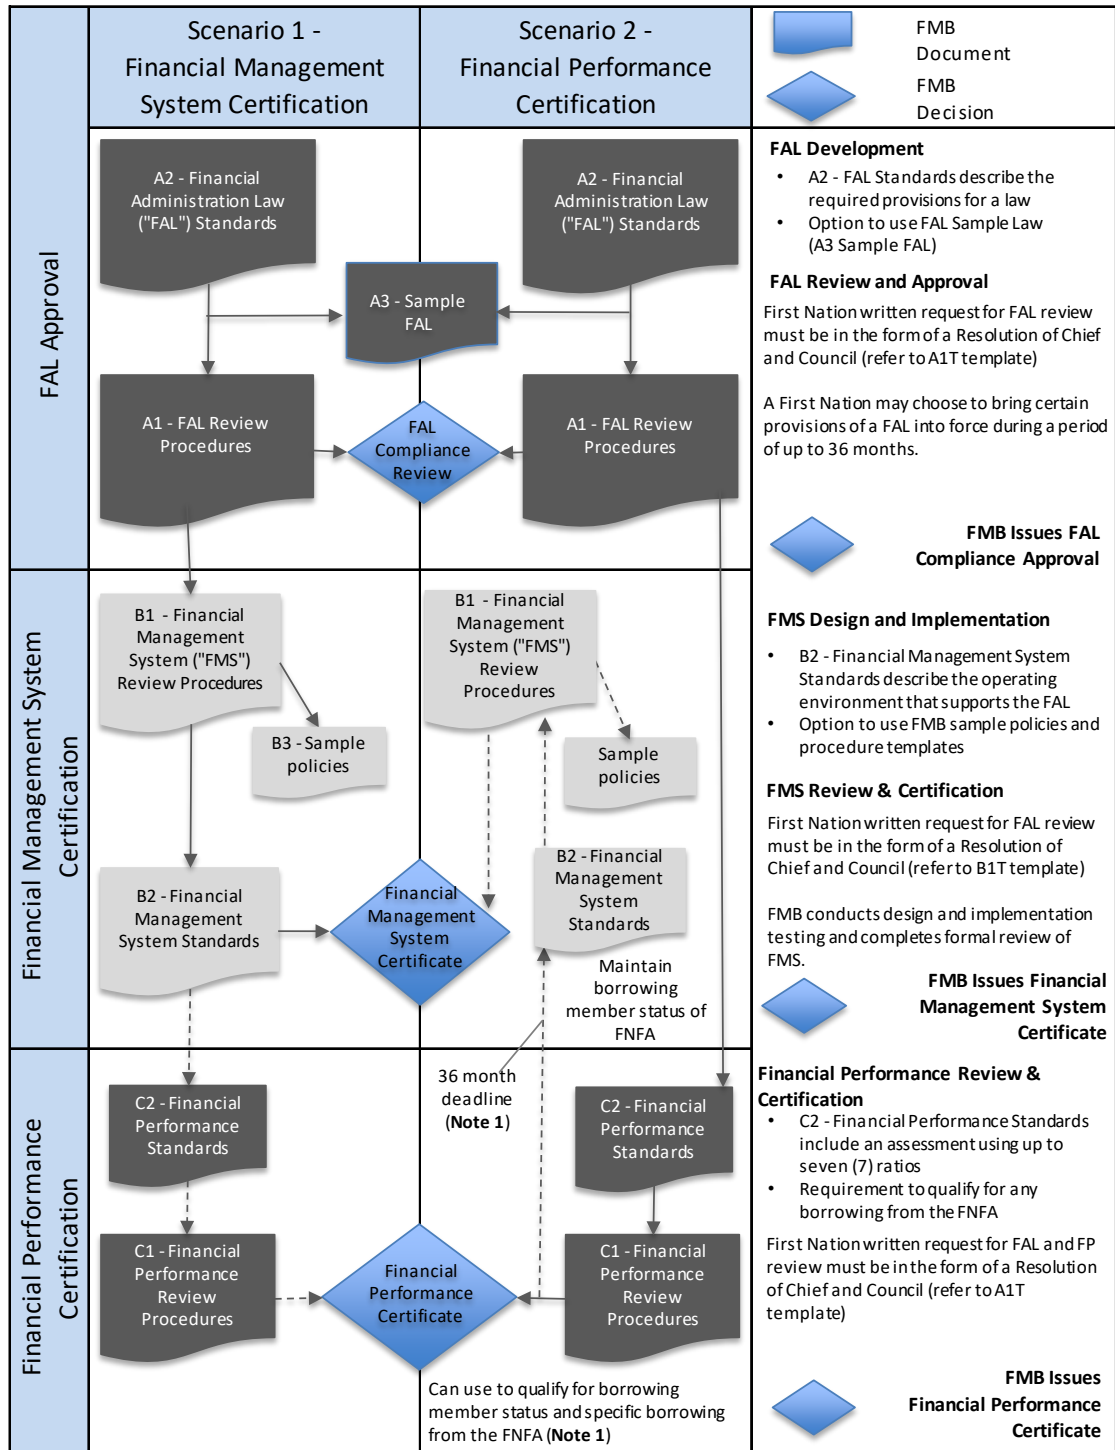 Scenario 1 -
Financial Management
System Certification
Scenario 2 -
Financial Performance
Certification
FMB
Document
FMB
Decision
FAL Approval
A2 - Financial
Administration Law
("FAL") Standards
A2 - Financial
Administration Law
("FAL") Standards
A3 - Sample
FAL
A1 - FAL Review
Procedures
FAL
Compliance
Review
A1 - FAL Review
Procedures
FAL Development
• A2 - FAL Standards describe the
required provisions for a law
• Option to use FAL Sample Law
(A3 Sample FAL)
FAL Review and Approval
First Nation written request for FAL review
must be in the form of a Resolution of Chief
and Council (refer to A1T template)
A First Nation may choose to bring certain
provisions of a FAL into force during a period
of up to 36 months.
FMB Issues FAL
Compliance Approval
Financial Management System
Certification
B1 - Financial
Management
System ("FMS")
Review Procedures
B3 - Sample
policies
B2 - Financial
Management
System Standards
Financial
Management
System
Certificate
B1 - Financial
Management
System ("FMS")
Review
Procedures
Sample
policies
B2 - Financial
Management
System
Standards
Maintain
borrowing
member status of
FNFA
FMS Design and Implementation
• B2 - Financial Management System
Standards describe the operating
environment that supports the FAL
• Option to use FMB sample policies and
procedure templates
FMS Review & Certification
First Nation written request for FAL review
must be in the form of a Resolution of
Chief and Council (refer to B1T template)
FMB conducts design and implementation
testing and completes formal review of
FMS.
FMB Issues Financial
Management System
Certificate
Financial Performance
Certification
C2 - Financial
Performance
Standards
C1 - Financial
Performance
Review
Procedures
36 month
deadline
(Note 1)
Financial
Performance
Certificate
C2 - Financial
Performance
Standards
C1 - Financial
Performance
Review
Procedures
Can use to qualify for borrowing
member status and specific borrowing
from the FNFA (Note 1)
Financial Performance Review &
Certification
• C2 - Financial Performance Standards
include an assessment using up to
seven (7) ratios
• Requirement to qualify for any
borrowing from the FNFA
First Nation written request for FAL and FP
review must be in the form of a Resolution
of Chief and Council (refer to A1T
template)
FMB Issues
Financial Performance
Certificate